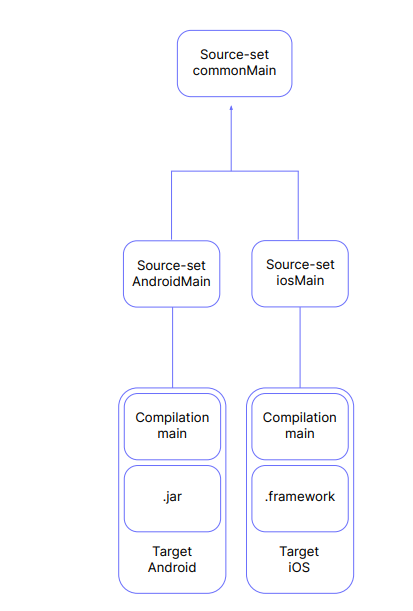 Source-set
commonMain
Source-set
AndroidMain
Source-set
iosMain
Compilation
main
Compilation
main
.jar
.framework
Target
Android
Target
iOS